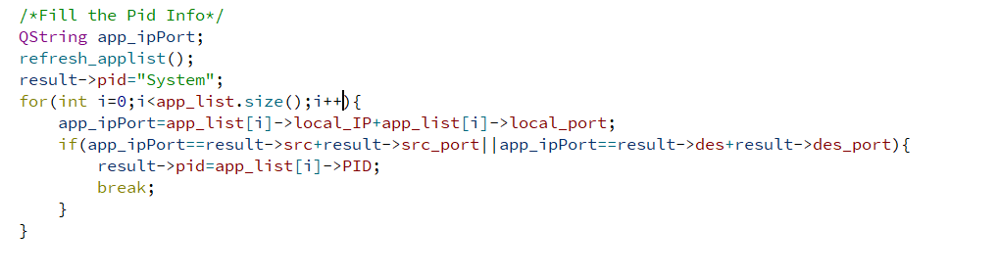 /*Fill the Pid Info*/
QString app_ipPort;
refresh_applist();
result->pid="System";
for(int i=0;i<app_list.size();i++){
    app_ipPort=app_list[i]->local_IP+app_list[i]->local_port;
    if(app_ipPort==result->src+result->src_port||app_ipPort==result->des+result->des_port){
        result->pid=app_list[i]->PID;
        break;
    }
}